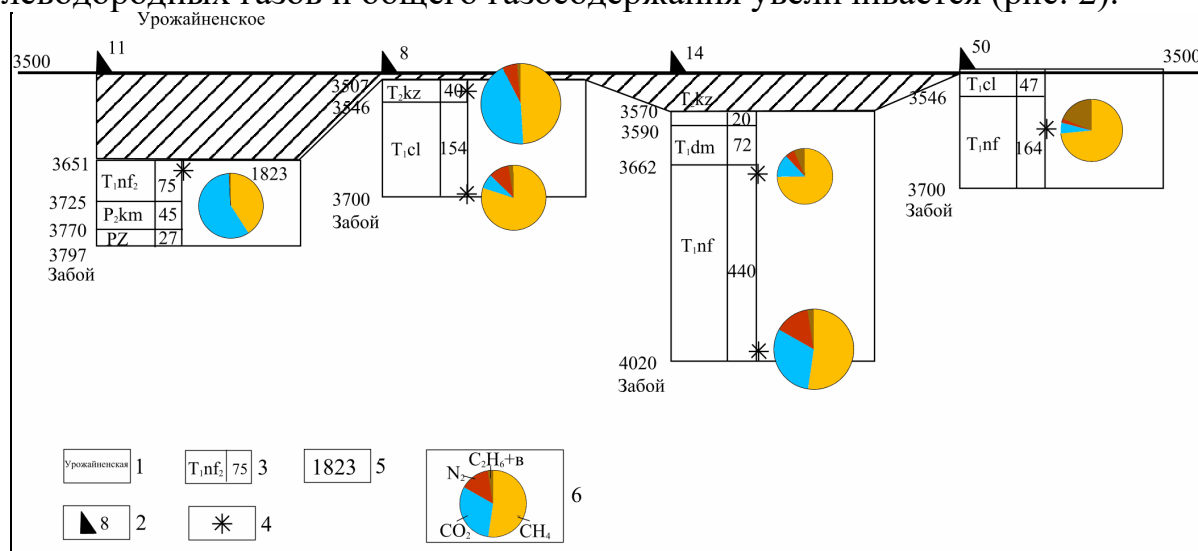 леводородных газов и общего газосодержания увеличивается (рис. 2).
Урожайненское
11
8
14
50
3500
3500
3507
3546
T₂kz 40
T₁cl 154
3700
Забой
3651
3725
3770
3797
Забой
T₁nf₂ 75
P₂km 45
PZ 27
1823
3570
3590
3662
T₂kz
20
T₁dm 72
T₁nf
440
4020
Забой
3546
T₁cl 47
T₁nf 164
3700
Забой
Урожайненская 1
T₁nf₂ 75 3
1823 5
C₂H₆+в
N₂
CO₂
CH₄
6
8 2
4